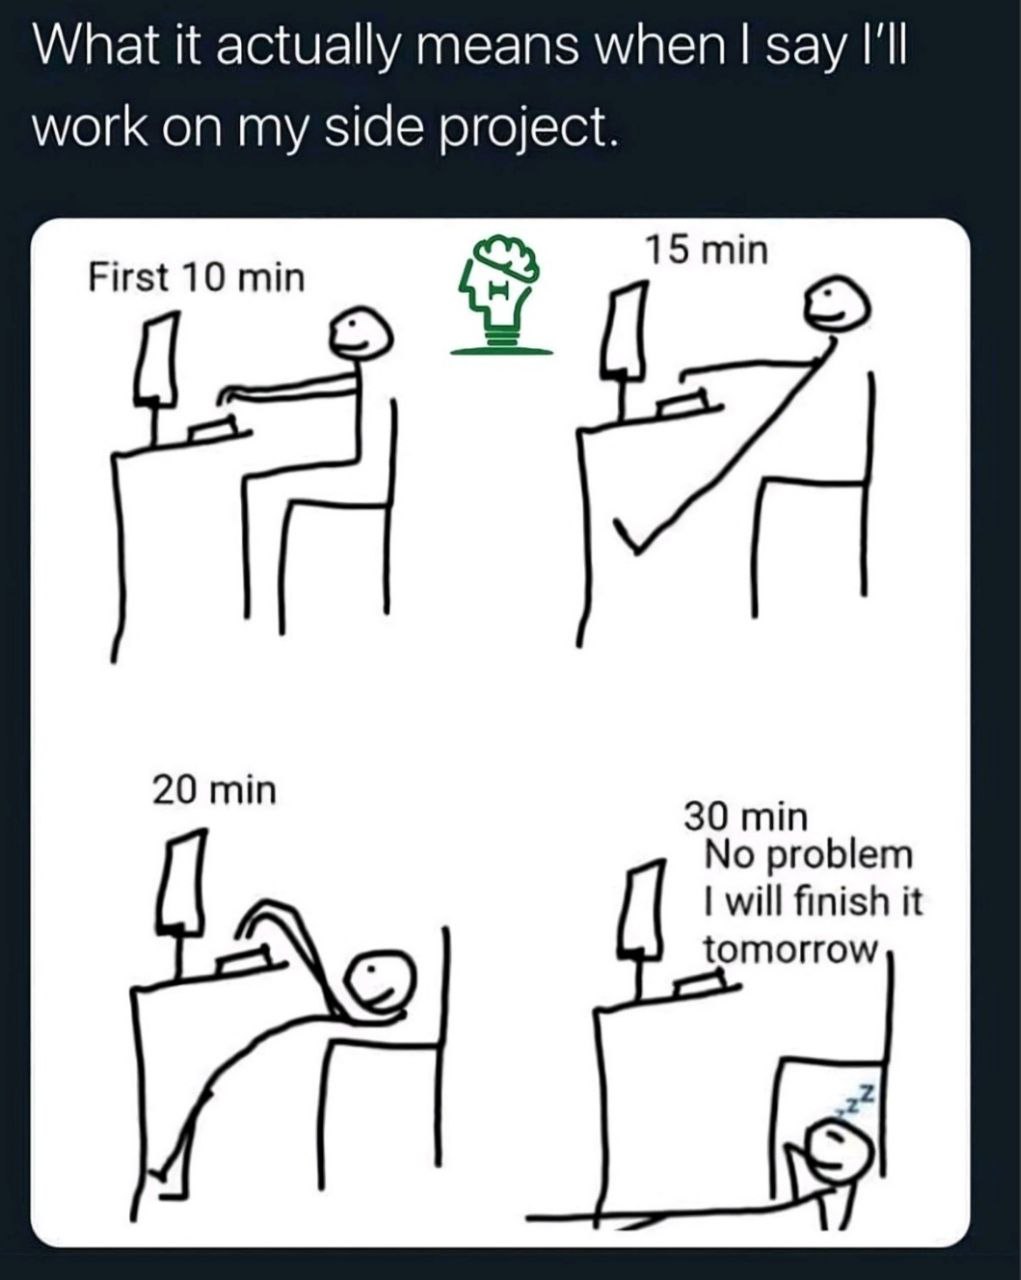 What it actually means when I say I’ll
work on my side project.
First 10 min
15 min
20 min
30 min
No problem
I will finish it
tomorrow
zzz